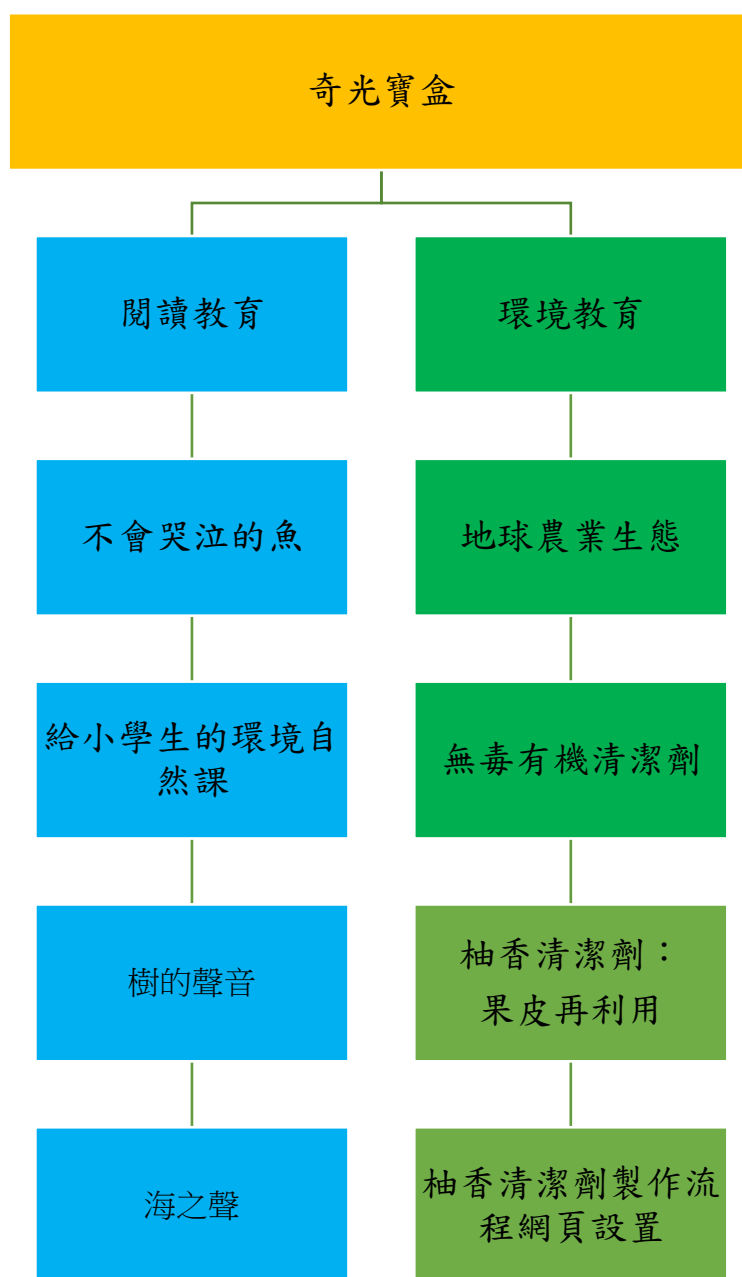 奇光寶盒
閱讀教育
環境教育
不會哭泣的魚
地球農業生態
給小學生的環境自
然課
無毒有機清潔劑
樹的聲音
柚香清潔劑：
果皮再利用
海之聲
柚香清潔劑製作流
程網頁設置